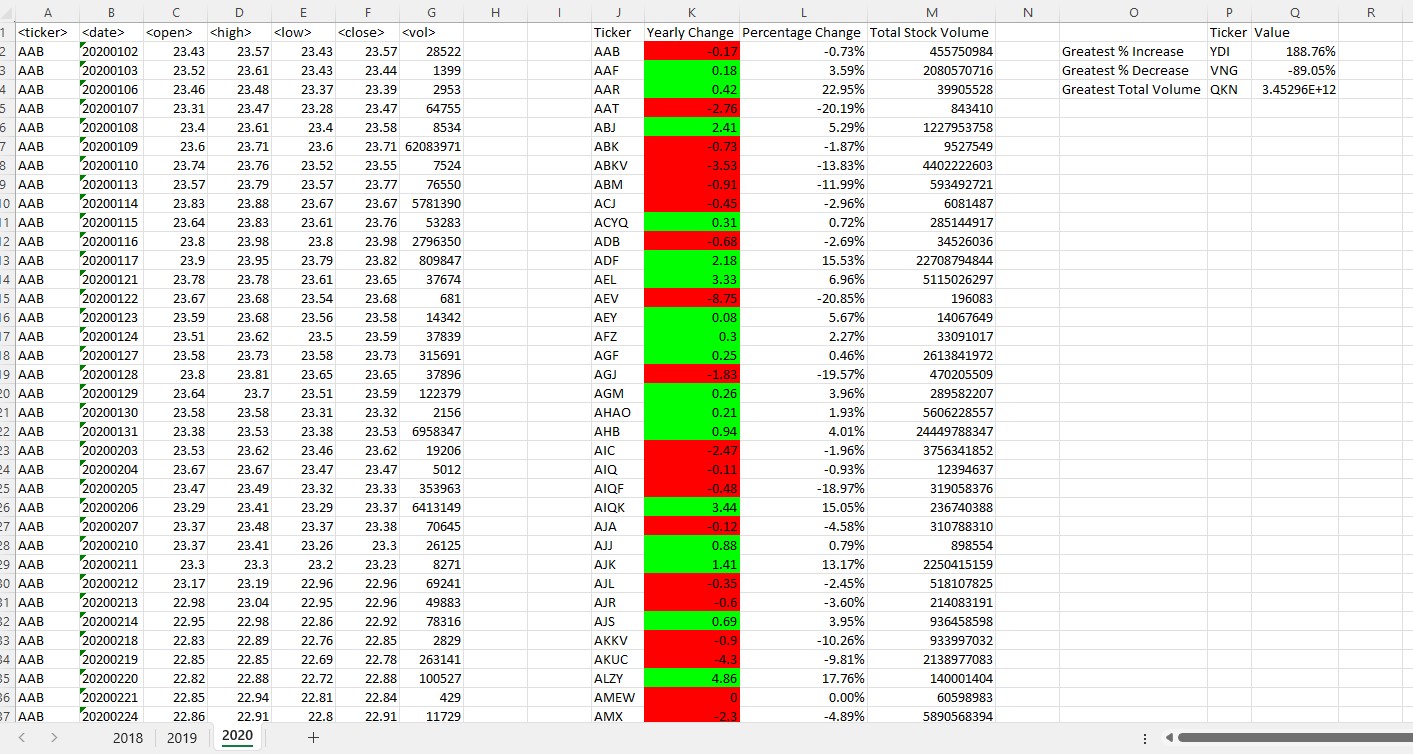 A B C D E F G H I J K L M N O P Q R
1 <ticker> <date> <open> <high> <low> <close> <vol> Ticker Yearly Change Percentage Change Total Stock Volume Ticker Value
2 AAB 20200102 23.43 23.57 23.43 23.57 28522 AAB -0.17 -0.73% 455750984 Greatest % Increase YDI 188.76%
3 AAB 20200103 23.52 23.61 23.43 23.44 1399 AAF 0.18 3.59% 2080570716 Greatest % Decrease VNG -89.05%
4 AAB 20200106 23.46 23.48 23.37 23.39 2953 AAR 0.42 22.95% 39905528 Greatest Total Volume QKN 3.45296E+12
5 AAB 20200107 23.31 23.47 23.28 23.47 64755 AAT -2.76 -20.19% 843410
6 AAB 20200108 23.4 23.61 23.4 23.58 8534 ABJ 2.41 5.29% 1227953758
7 AAB 20200109 23.6 23.71 23.6 23.71 62083971 ABK -0.73 -1.87% 9527549
8 AAB 20200110 23.74 23.76 23.52 23.55 7524 ABKV -3.53 -13.83% 4402222603
9 AAB 20200113 23.57 23.79 23.57 23.77 76550 ABM -0.91 -11.99% 593492721
10 AAB 20200114 23.83 23.88 23.67 23.67 5781390 ACJ -0.45 -2.96% 6081487
11 AAB 20200115 23.64 23.83 23.61 23.76 53283 ACYQ 0.31 0.72% 285144917
12 AAB 20200116 23.8 23.98 23.8 23.98 2796350 ADB -0.68 -2.69% 34526036
13 AAB 20200117 23.9 23.95 23.79 23.82 809847 ADF 2.18 15.53% 22708794844
14 AAB 20200121 23.78 23.78 23.61 23.65 37674 AEL 3.33 6.96% 5115026297
15 AAB 20200122 23.67 23.68 23.54 23.68 681 AEV -8.75 -20.85% 196083
16 AAB 20200123 23.59 23.68 23.56 23.58 14342 AEY 0.08 5.67% 14067649
17 AAB 20200124 23.51 23.62 23.5 23.59 37839 AFZ 0.3 2.27% 33091017
18 AAB 20200127 23.58 23.73 23.58 23.73 315691 AGF 0.25 0.46% 2613841972
19 AAB 20200128 23.8 23.81 23.65 23.65 37896 AGJ -1.83 -19.57% 470205509
20 AAB 20200129 23.64 23.7 23.51 23.59 122379 AGM 0.26 3.96% 289582207
21 AAB 20200130 23.58 23.58 23.31 23.32 2156 AHAO 0.21 1.93% 5606228557
22 AAB 20200131 23.38 23.53 23.38 23.53 6958347 AHB 0.94 4.01% 24449788347
23 AAB 20200203 23.53 23.62 23.46 23.62 19206 AIC -2.47 -1.96% 3756341852
24 AAB 20200204 23.67 23.67 23.47 23.47 5012 AIQ -0.11 -0.93% 12394637
25 AAB 20200205 23.47 23.49 23.32 23.33 353963 AIQF -0.48 -18.97% 319058376
26 AAB 20200206 23.29 23.41 23.29 23.37 6413149 AIQK 3.44 15.05% 236740388
27 AAB 20200207 23.37 23.48 23.37 23.38 70645 AJA -0.12 -4.58% 310788310
28 AAB 20200210 23.37 23.41 23.26 23.3 26125 AJJ 0.88 0.79% 898554
29 AAB 20200211 23.3 23.3 23.2 23.23 8271 AJK 1.41 13.17% 2250415159
30 AAB 20200212 23.17 23.19 22.96 22.96 69241 AJL -0.35 -2.45% 518107825
31 AAB 20200213 22.98 23.04 22.95 22.96 49883 AJR -0.6 -3.60% 214083191
32 AAB 20200214 22.95 22.98 22.86 22.92 78316 AJS 0.69 3.95% 936458598
33 AAB 20200218 22.83 22.89 22.76 22.85 2829 AKKV -0.9 -10.26% 933997032
34 AAB 20200219 22.85 22.85 22.69 22.78 263141 AKUC -4.3 -9.81% 2138977083
35 AAB 20200220 22.82 22.88 22.72 22.88 100527 ALZY 4.86 17.76% 140001404
36 AAB 20200221 22.85 22.94 22.81 22.84 429 AMEW 0 0.00% 60598983
37 AAB 20200224 22.86 22.91 22.8 22.91 11729 AMX -2.3 -4.89% 5890568394
2018 2019 2020 +